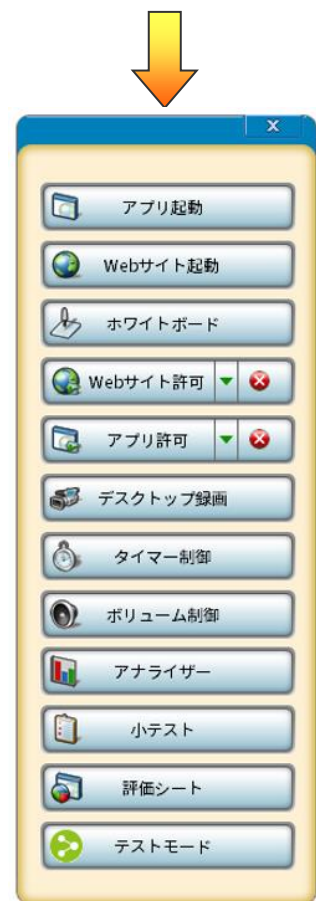 X
アプリ起動
Webサイト起動
ホワイトボード
Webサイト許可
アプリ許可
デスクトップ録画
タイマー制御
ボリューム制御
アナライザー
小テスト
評価シート
テストモード